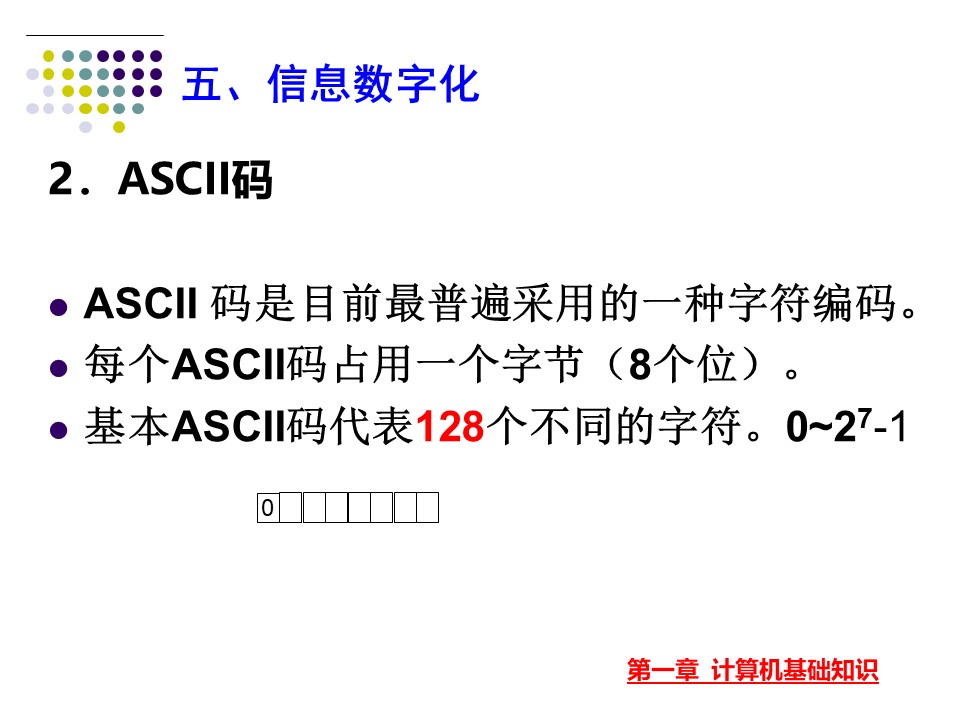 五、信息数字化
2．ASCII码
ASCII 码是目前最普遍采用的一种字符编码。
每个ASCII码占用一个字节（8个位）。
基本ASCII码代表128个不同的字符。0~2⁷-1
0
第一章 计算机基础知识